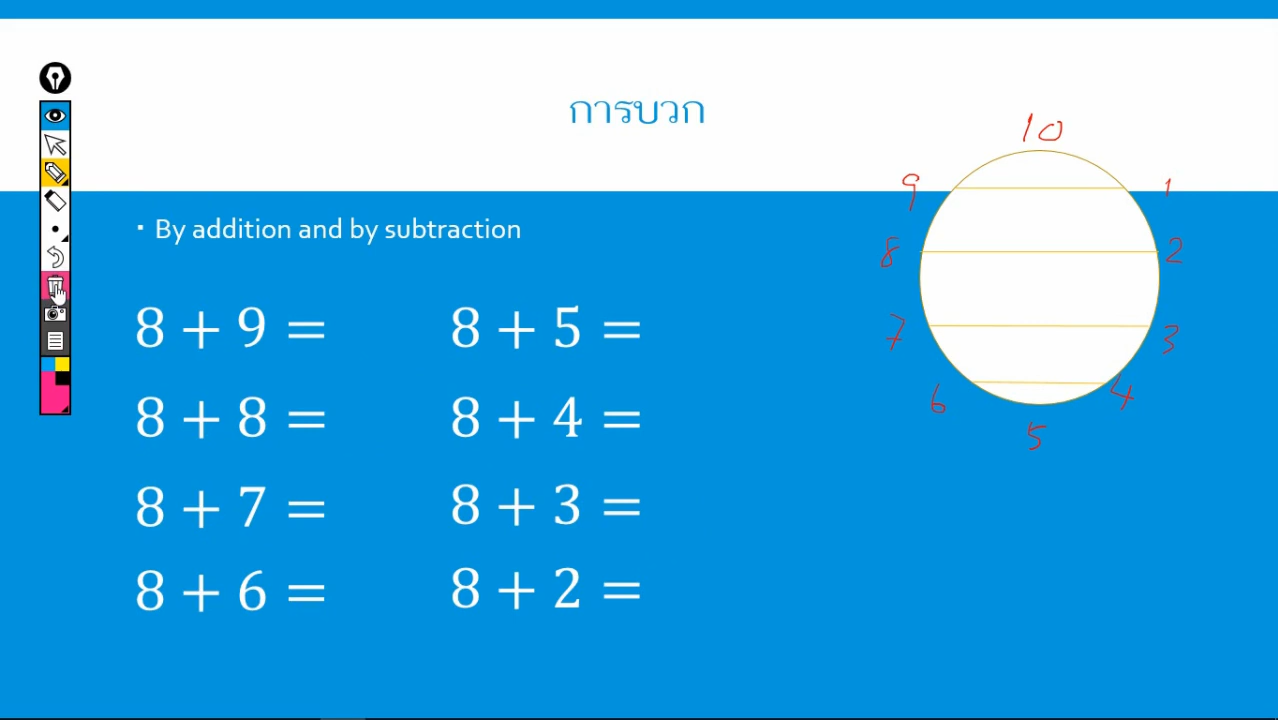 การบวก
10
9 1
▪ By addition and by subtraction
8 2
8 + 9 = 8 + 5 =
7 3
8 + 8 = 8 + 4 =
6 4
5
8 + 7 = 8 + 3 =
8 + 6 = 8 + 2 =